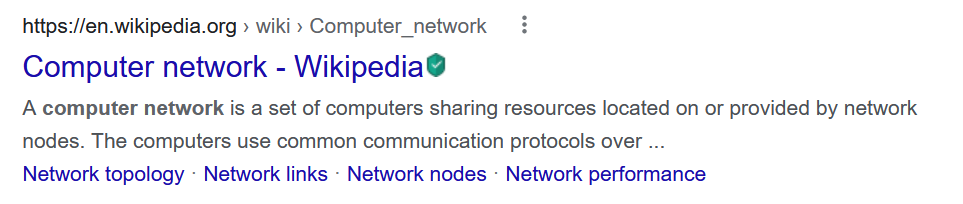 https://en.wikipedia.org › wiki › Computer_network
Computer network - Wikipedia
A computer network is a set of computers sharing resources located on or provided by network
nodes. The computers use common communication protocols over ...
Network topology · Network links · Network nodes · Network performance